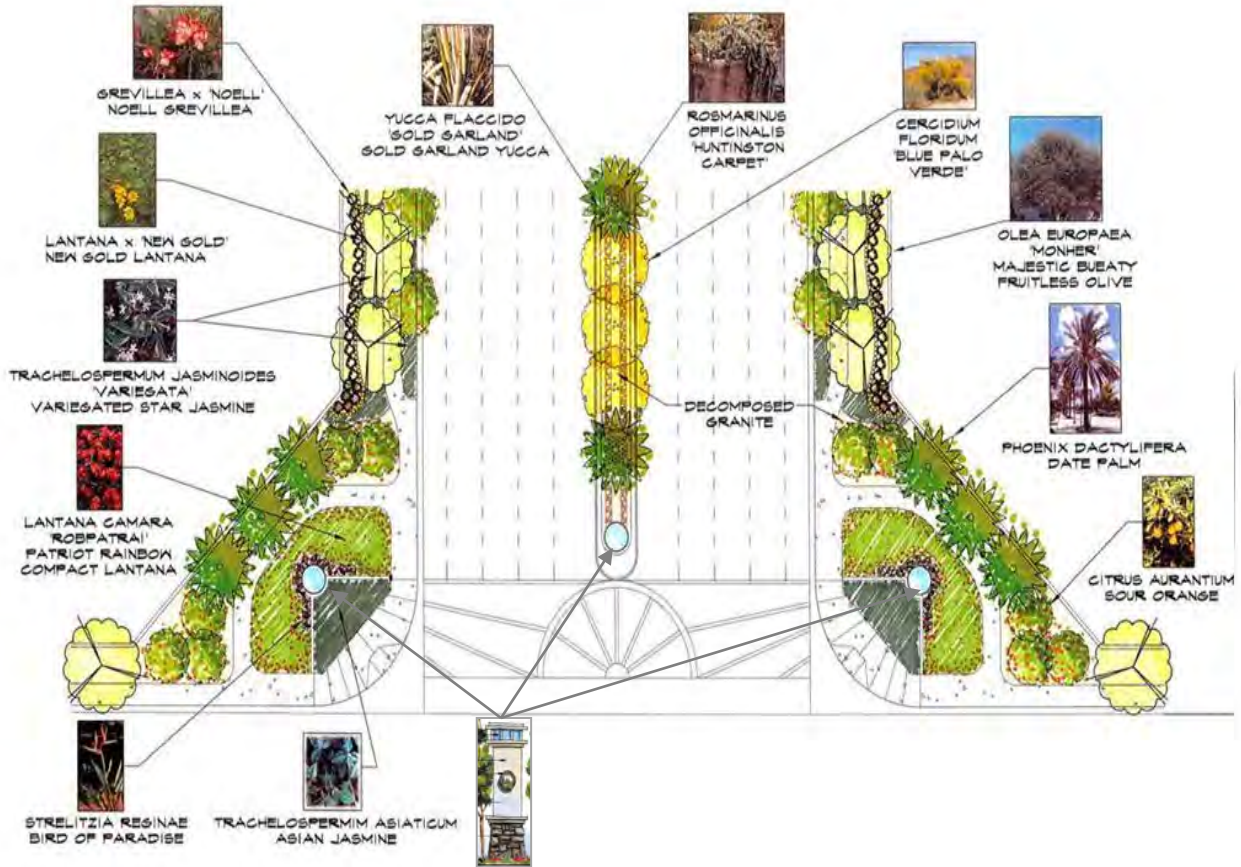 GREVILLEA x 'NOELL'
NOELL GREVILLEA
YUCCA FLACCIDO
'GOLD GARLAND'
GOLD GARLAND YUCCA
ROSMARINUS
OFFICINALIS
'HUNTINGTON
CARPET'
CERCIDIUM
FLORIDUM
'BLUE PALO
VERDE'
LANTANA x 'NEW GOLD'
NEW GOLD LANTANA
OLEA EUROPAEA
'MONHER'
MAJESTIC BUEATY
FRUITLESS OLIVE
TRACHELOSPERMUM JASMINOIDES
'VARIEGATA'
VARIEGATED STAR JASMINE
DECOMPOSED
GRANITE
PHOENIX DACTYLIFERA
DATE PALM
LANTANA CAMARA
'ROBPATRAI'
PATRIOT RAINBOW
COMPACT LANTANA
CITRUS AURANTIUM
SOUR ORANGE
STRELITZIA REGINAE
BIRD OF PARADISE
TRACHELOSPERMIM ASIATICUM
ASIAN JASMINE